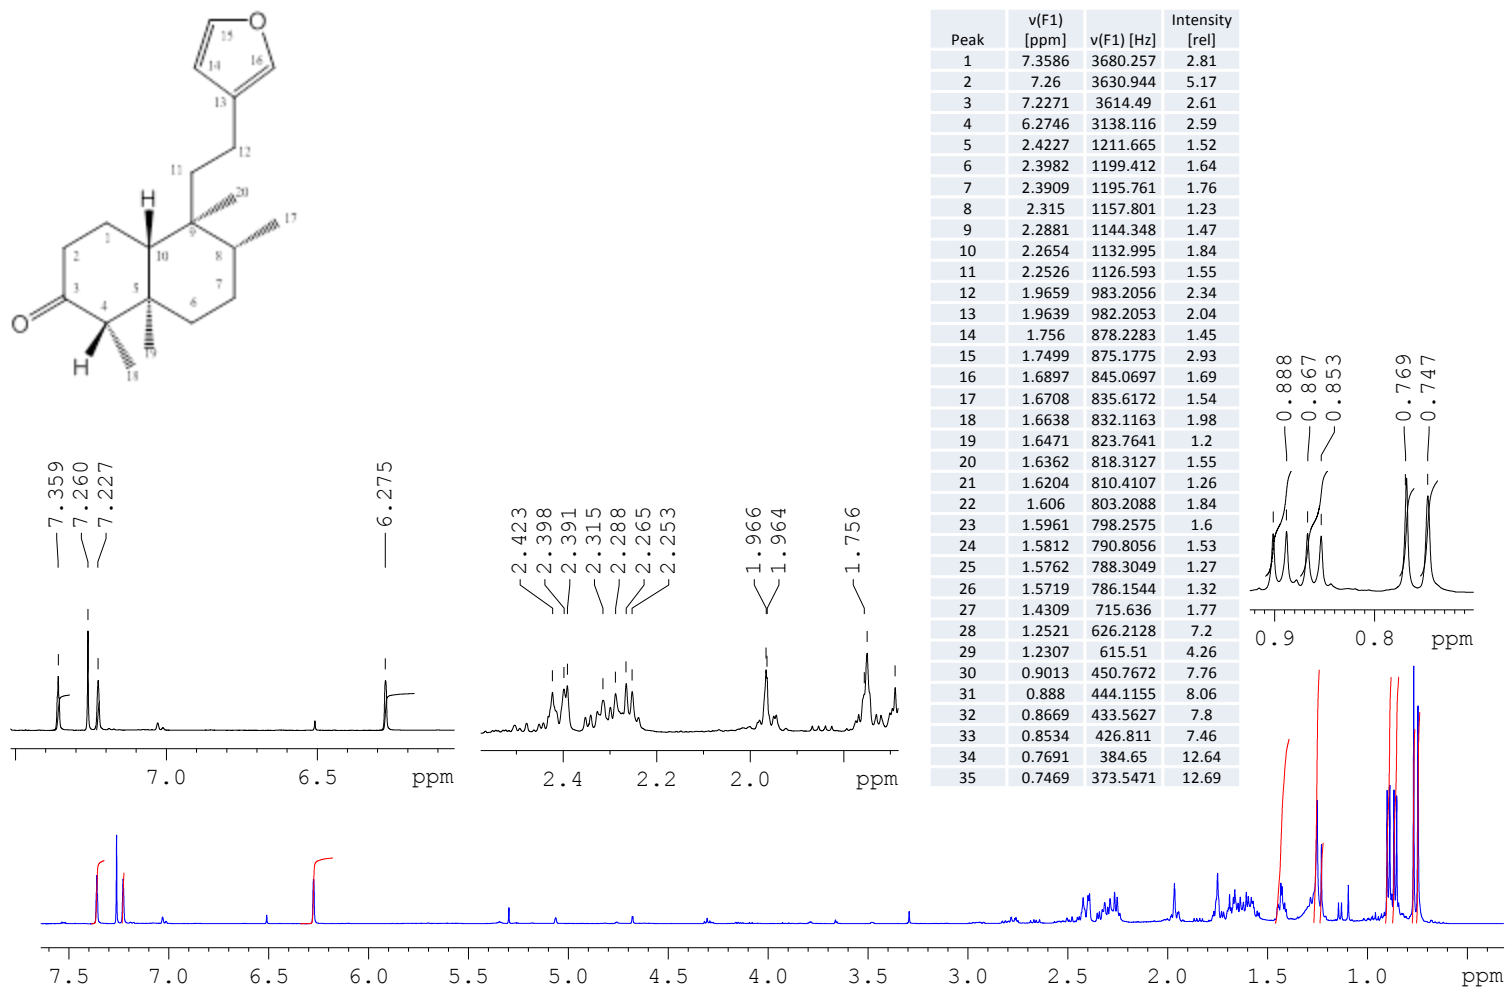 O
15
14
16
13
12
11
H
20
17
1
9
2
10
8
3
5
7
4
6
O
H
19
18
ν(F1) Intensity
Peak [ppm] ν(F1) [Hz] [rel]
1 7.3586 3680.257 2.81
2 7.26 3630.944 5.17
3 7.2271 3614.49 2.61
4 6.2746 3138.116 2.59
5 2.4227 1211.665 1.52
6 2.3982 1199.412 1.64
7 2.3909 1195.761 1.76
8 2.315 1157.801 1.23
9 2.2881 1144.348 1.47
10 2.2654 1132.995 1.84
11 2.2526 1126.593 1.55
12 1.9659 983.2056 2.34
13 1.9639 982.2053 2.04
14 1.756 878.2283 1.45
15 1.7499 875.1775 2.93
16 1.6897 845.0697 1.69
17 1.6708 835.6172 1.54
18 1.6638 832.1163 1.98
19 1.6471 823.7641 1.2
20 1.6362 818.3127 1.55
21 1.6204 810.4107 1.26
22 1.606 803.2088 1.84
23 1.5961 798.2575 1.6
24 1.5812 790.8056 1.53
25 1.5762 788.3049 1.27
26 1.5719 786.1544 1.32
27 1.4309 715.636 1.77
28 1.2521 626.2128 7.2
29 1.2307 615.51 4.26
30 0.9013 450.7672 7.76
31 0.888 444.1155 8.06
32 0.8669 433.5627 7.8
33 0.8534 426.811 7.46
34 0.7691 384.65 12.64
35 0.7469 373.5471 12.69
7.359
7.260
7.227
6.275
7.0 6.5 ppm
2.423
2.398
2.391
2.315
2.288
2.265
2.253
1.966
1.964
1.756
2.4 2.2 2.0 ppm
0.888
0.867
0.853
0.769
0.747
0.9 0.8 ppm
7.5 7.0 6.5 6.0 5.5 5.0 4.5 4.0 3.5 3.0 2.5 2.0 1.5 1.0 ppm